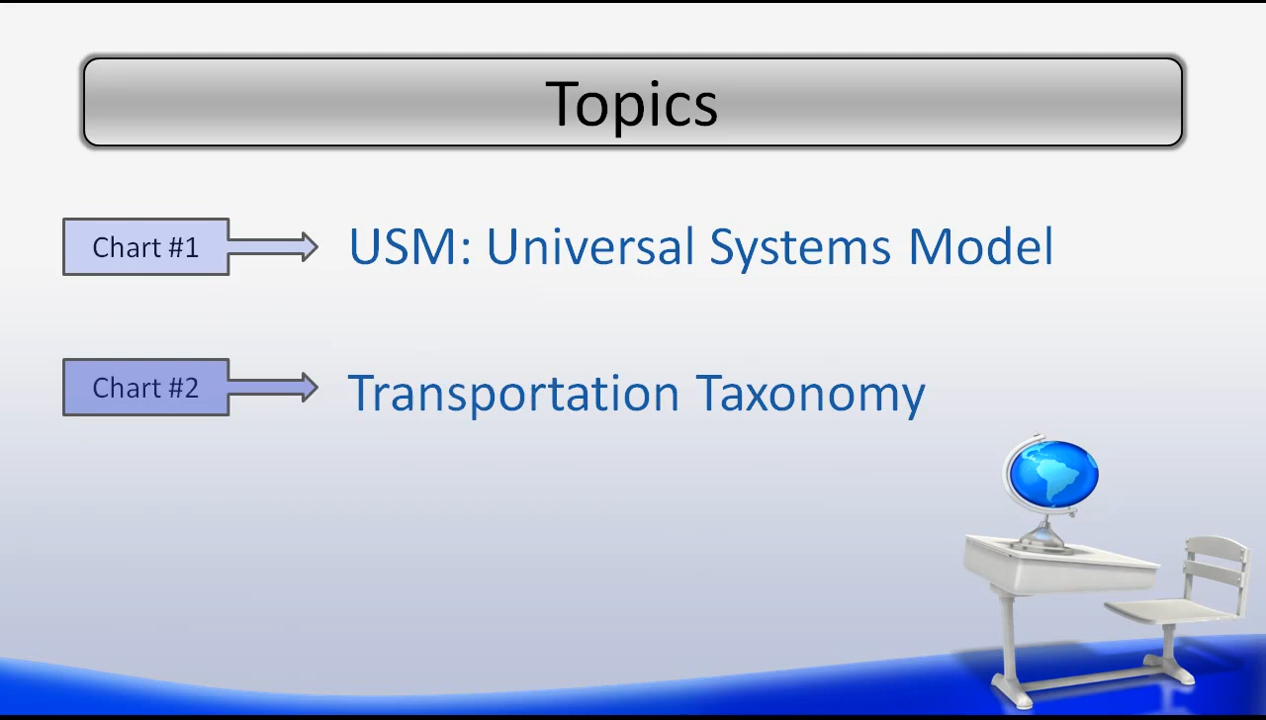 Topics
Chart #1
USM: Universal Systems Model
Chart #2
Transportation Taxonomy